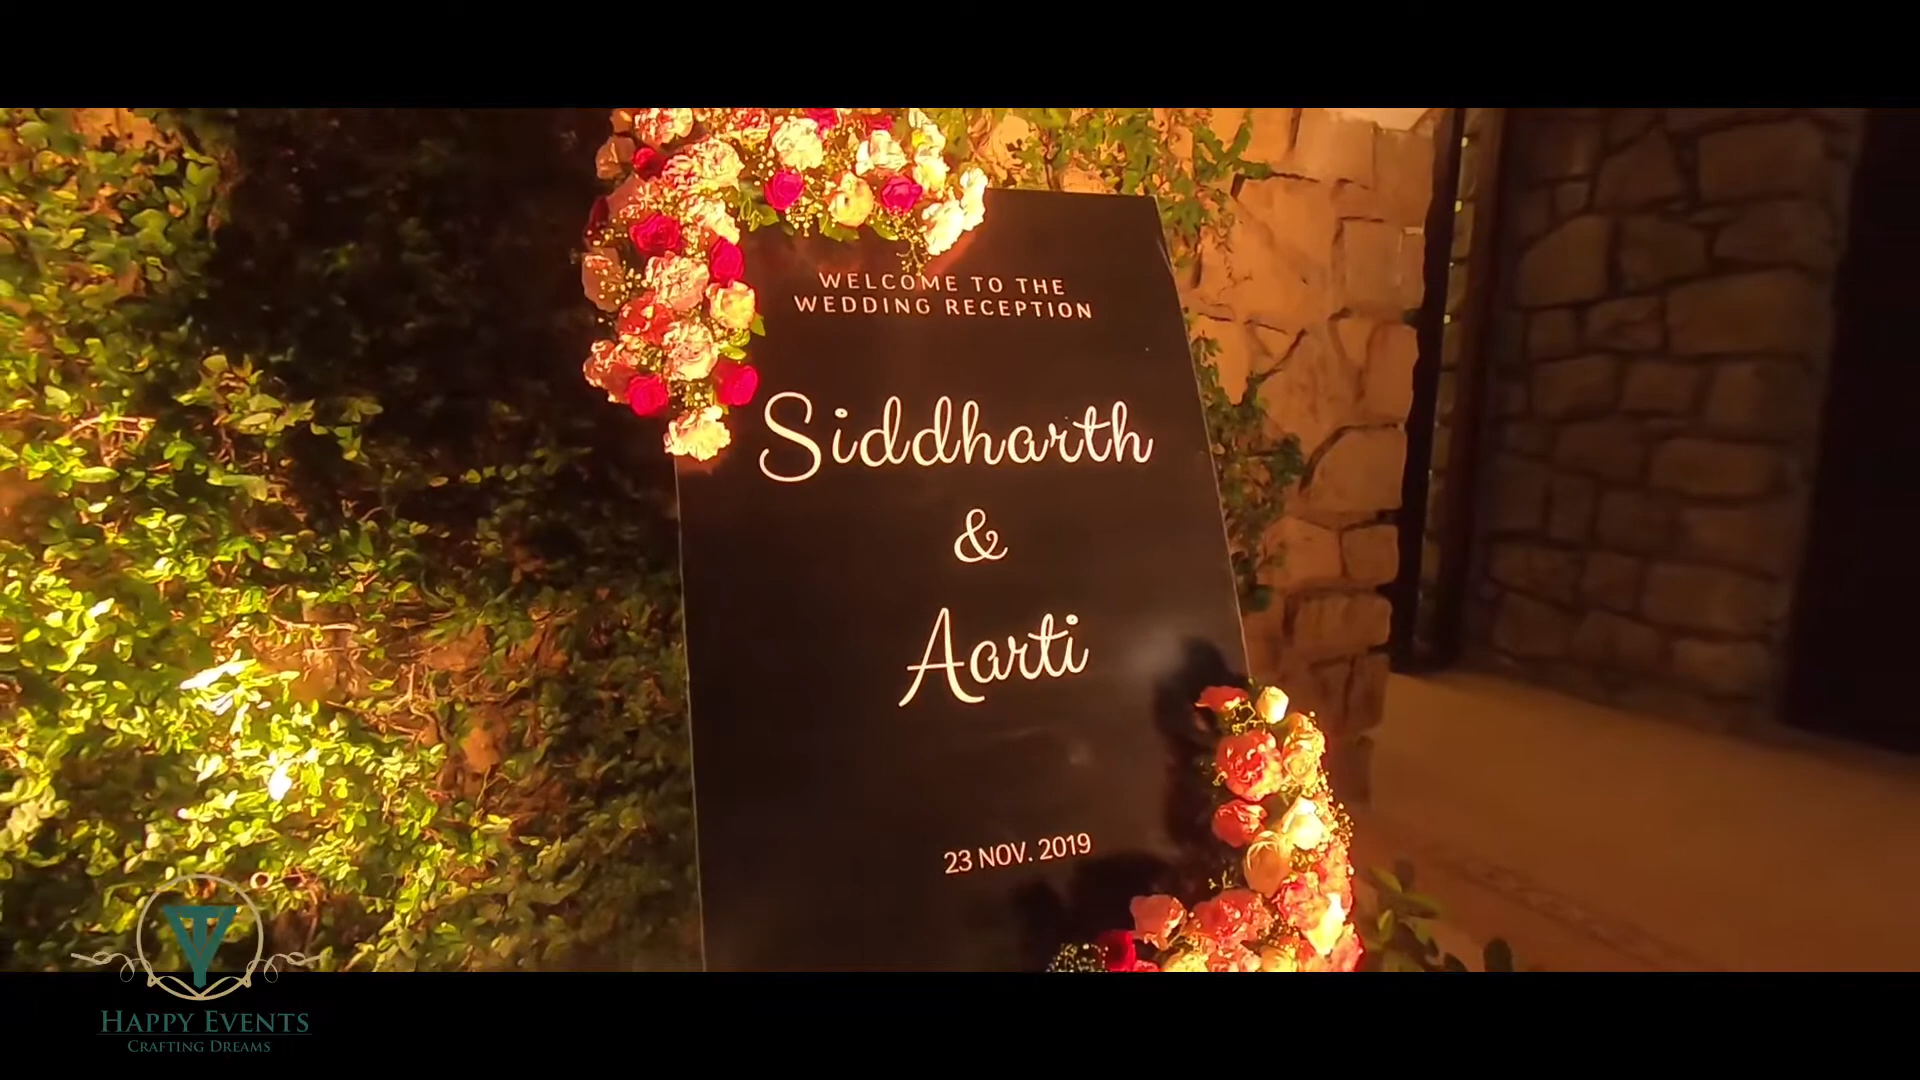 WELCOME TO THE
WEDDING RECEPTION
Siddharth
&
Aarti
23 NOV. 2019
HAPPY EVENTS
CRAFTING DREAMS